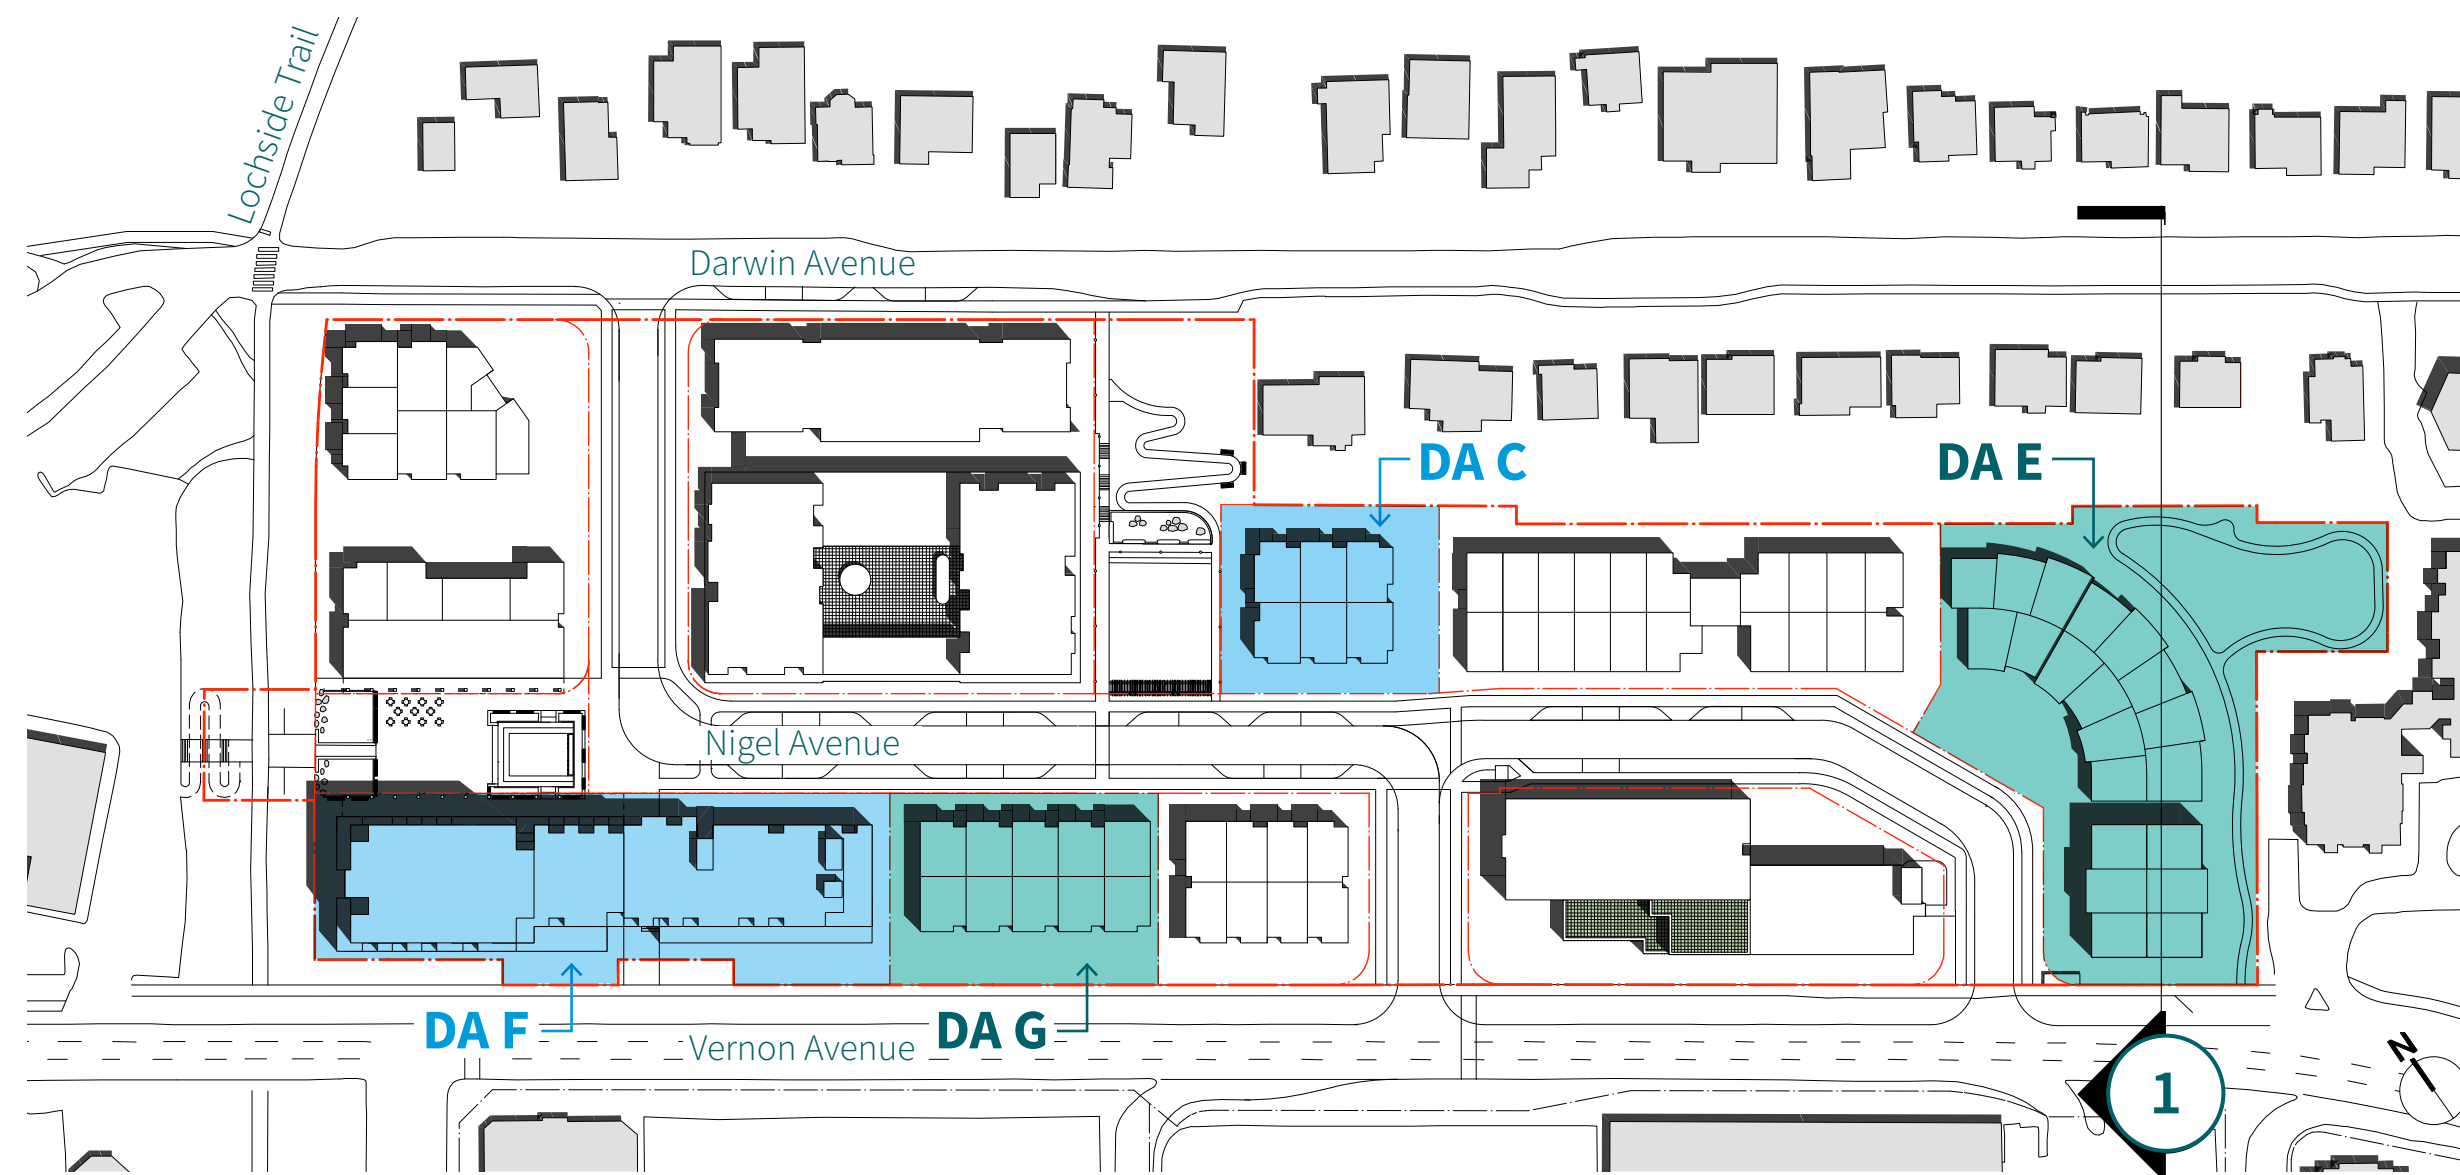 Lochside Trail
Darwin Avenue
DA C
DA E
Nigel Avenue
DA F
DA G
Vernon Avenue
N
1